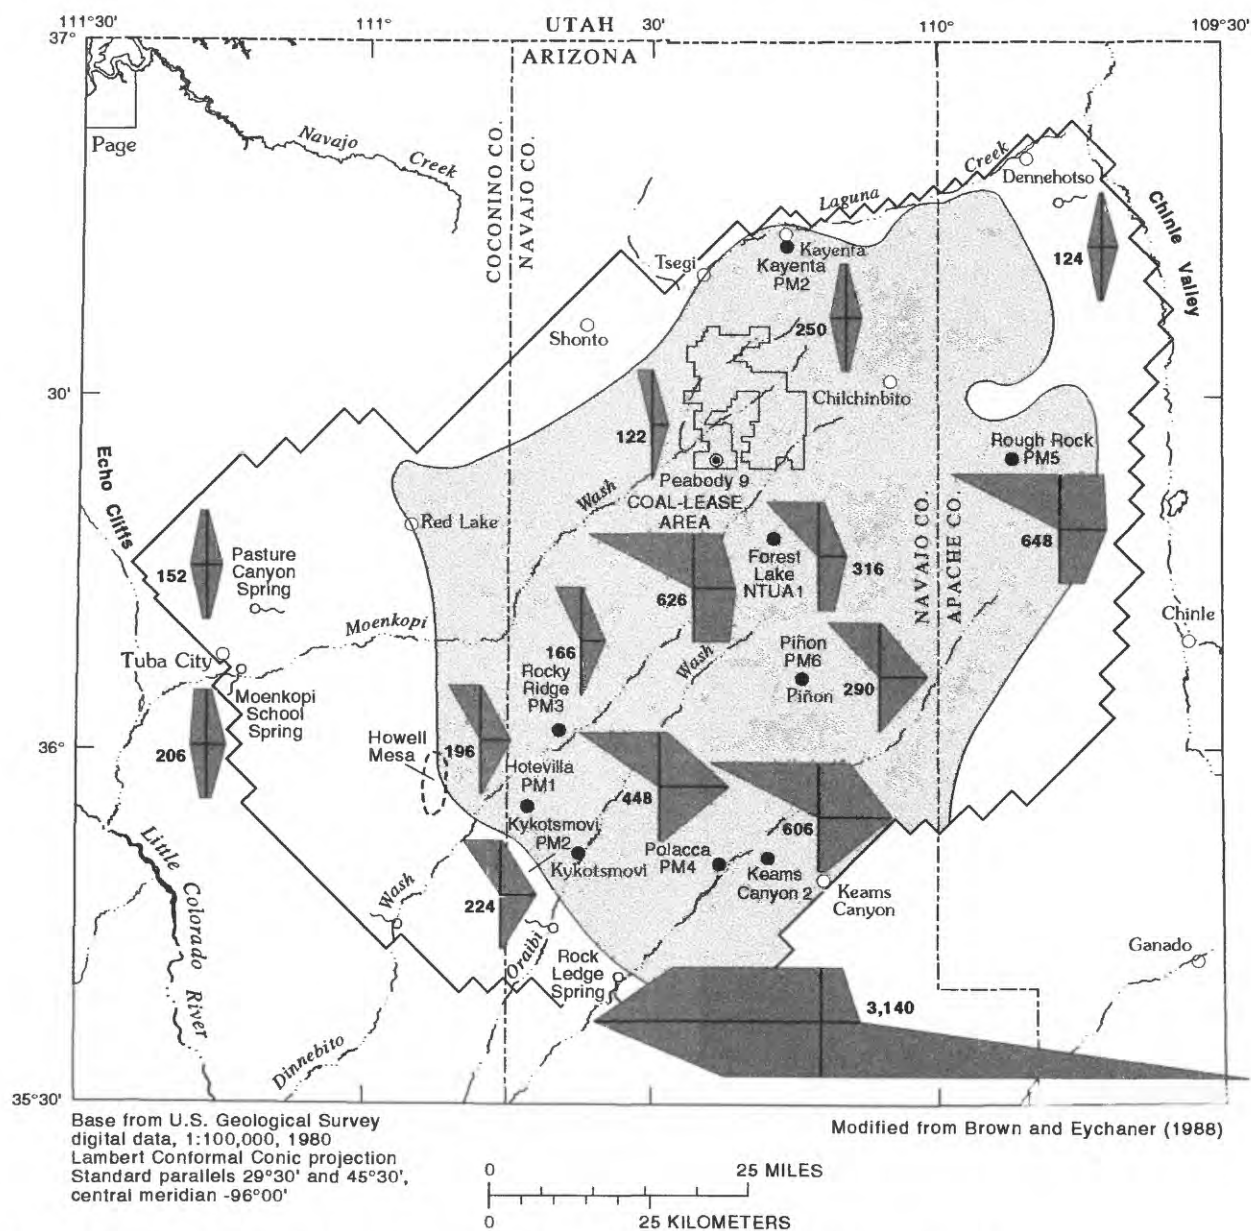 111°30'
111°
UTAH
30'
110°
109°30'
37°
ARIZONA
Page
Navajo
Creek
COCONINO CO.
NAVAJO CO.
Laguna
Creek
Dennehotso
Chinle Valley
124
Tsegi
Kayenta
Kayenta
PM2
250
Shonto
30'
Chilchinbito
122
Echo Cliffs
Rough Rock
PM5
Peabody 9
COAL-LEASE
AREA
Wash
Red Lake
648
152
Pasture
Canyon
Spring
Forest
Lake
NTUA1
316
NAVAJO CO.
APACHE CO.
626
Moenkopi
Chinle
166
Wash
Piñon
PM6
Piñon
290
Tuba City
Moenkopi
School
Spring
Rocky
Ridge
PM3
36°
206
Howell
Mesa
196
Hotevilla
PM1
448
606
Little Colorado River
Kykotsmovi
PM2
Kykotsmovi
Polacca
PM4
Keams
Canyon 2
Keams
Canyon
224
Wash
Oraibi
Rock
Ledge
Spring
Ganado
3,140
Dinnebito
35°30'
Base from U.S. Geological Survey
digital data, 1:100,000, 1980
Lambert Conformal Conic projection
Standard parallels 29°30' and 45°30',
central meridian -96°00'
Modified from Brown and Eychaner (1988)
0 25 MILES
0 25 KILOMETERS